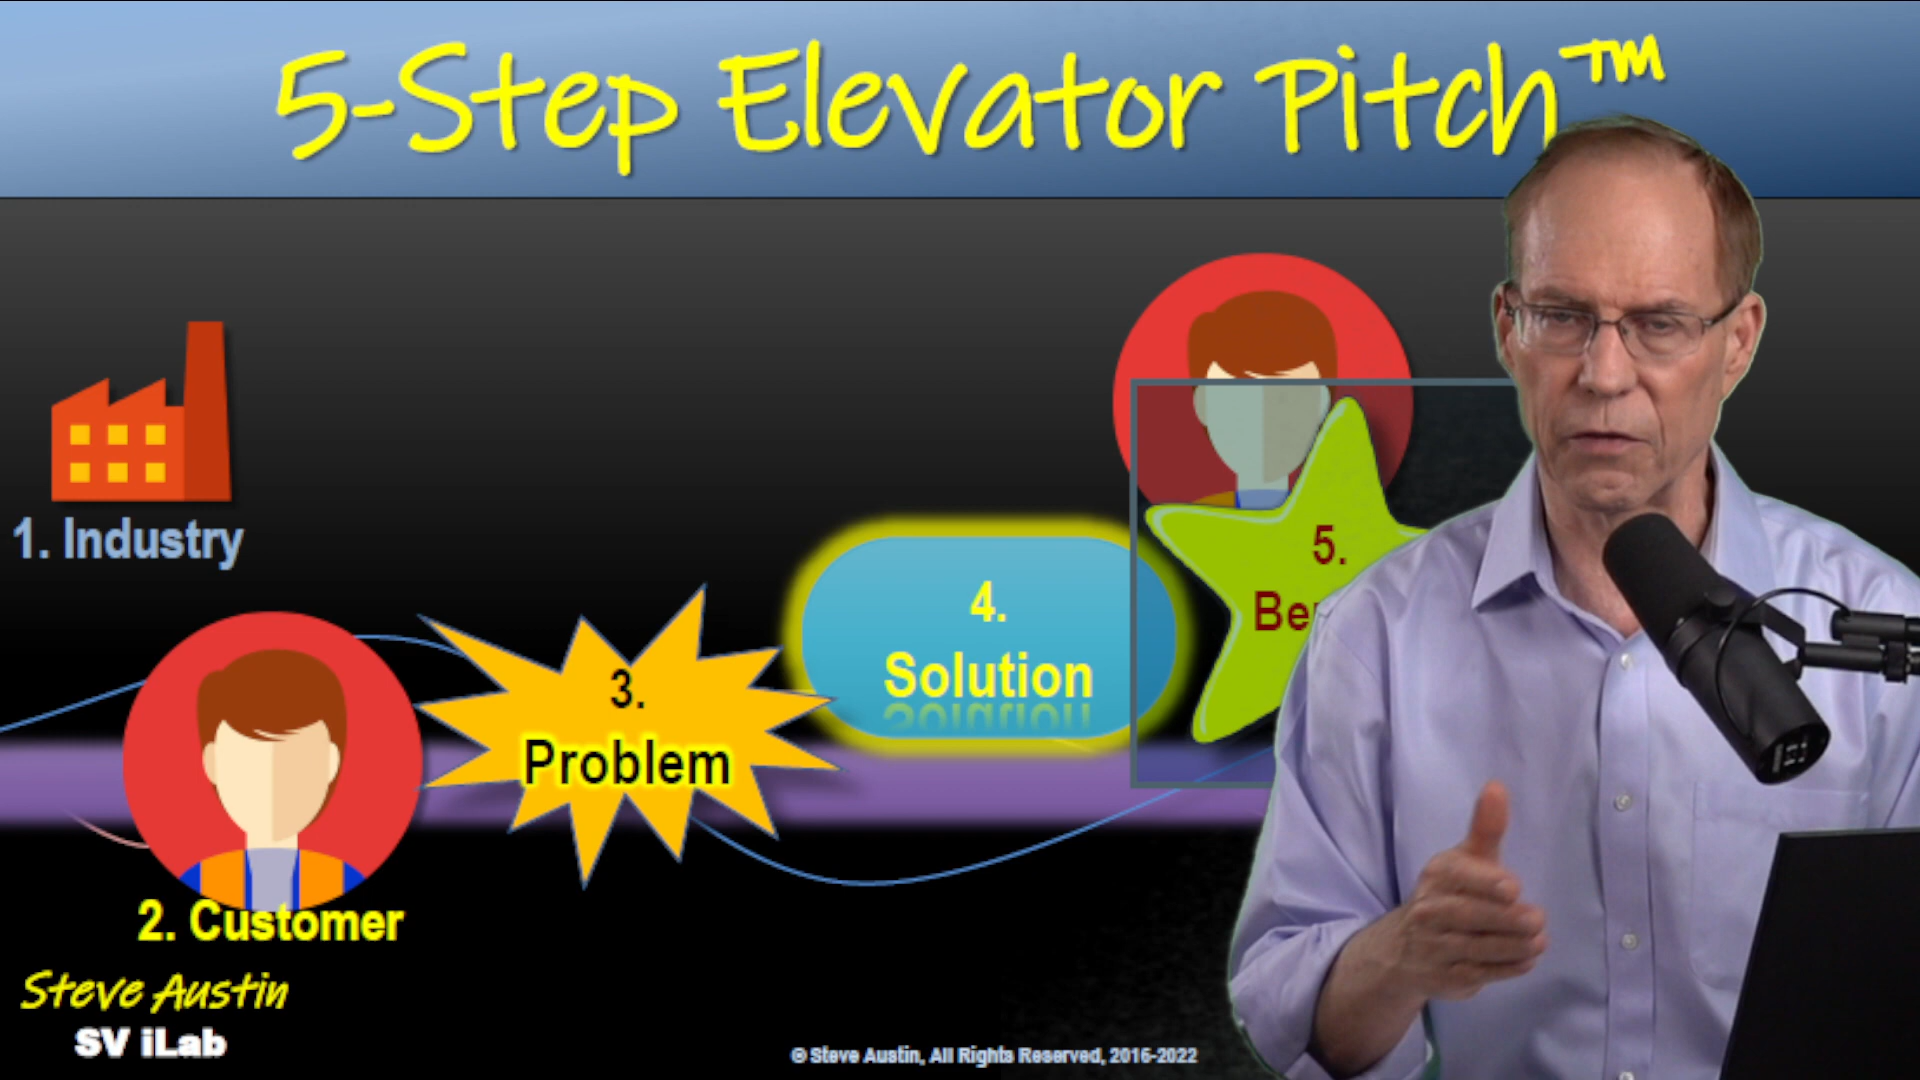 5-Step Elevator Pitch™
1. Industry
2. Customer
3.
Problem
4.
Solution
5.
Steve Austin
SV iLab
© Steve Austin, All Rights Reserved, 2016-2022